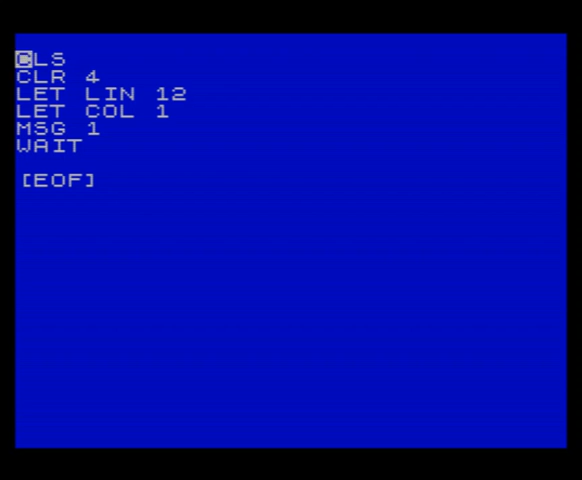 CLS
CLR 4
LET LIN 12
LET COL 1
MSG 1
WAIT
[EOF]